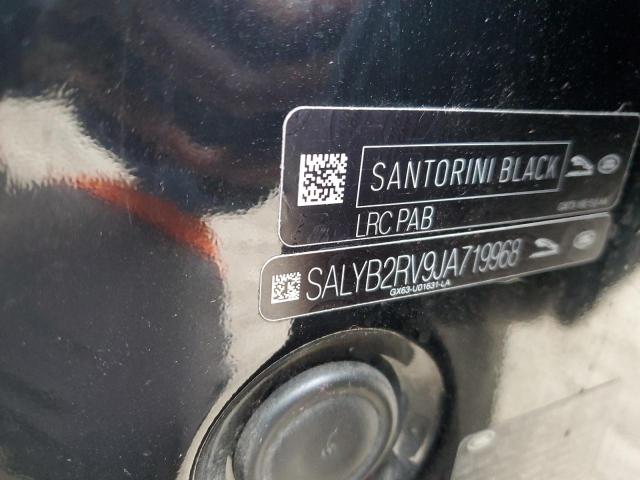 SANTORINI BLACK
LRC PAB
SALYB2RV9JA719968
GX63-U01631-LA